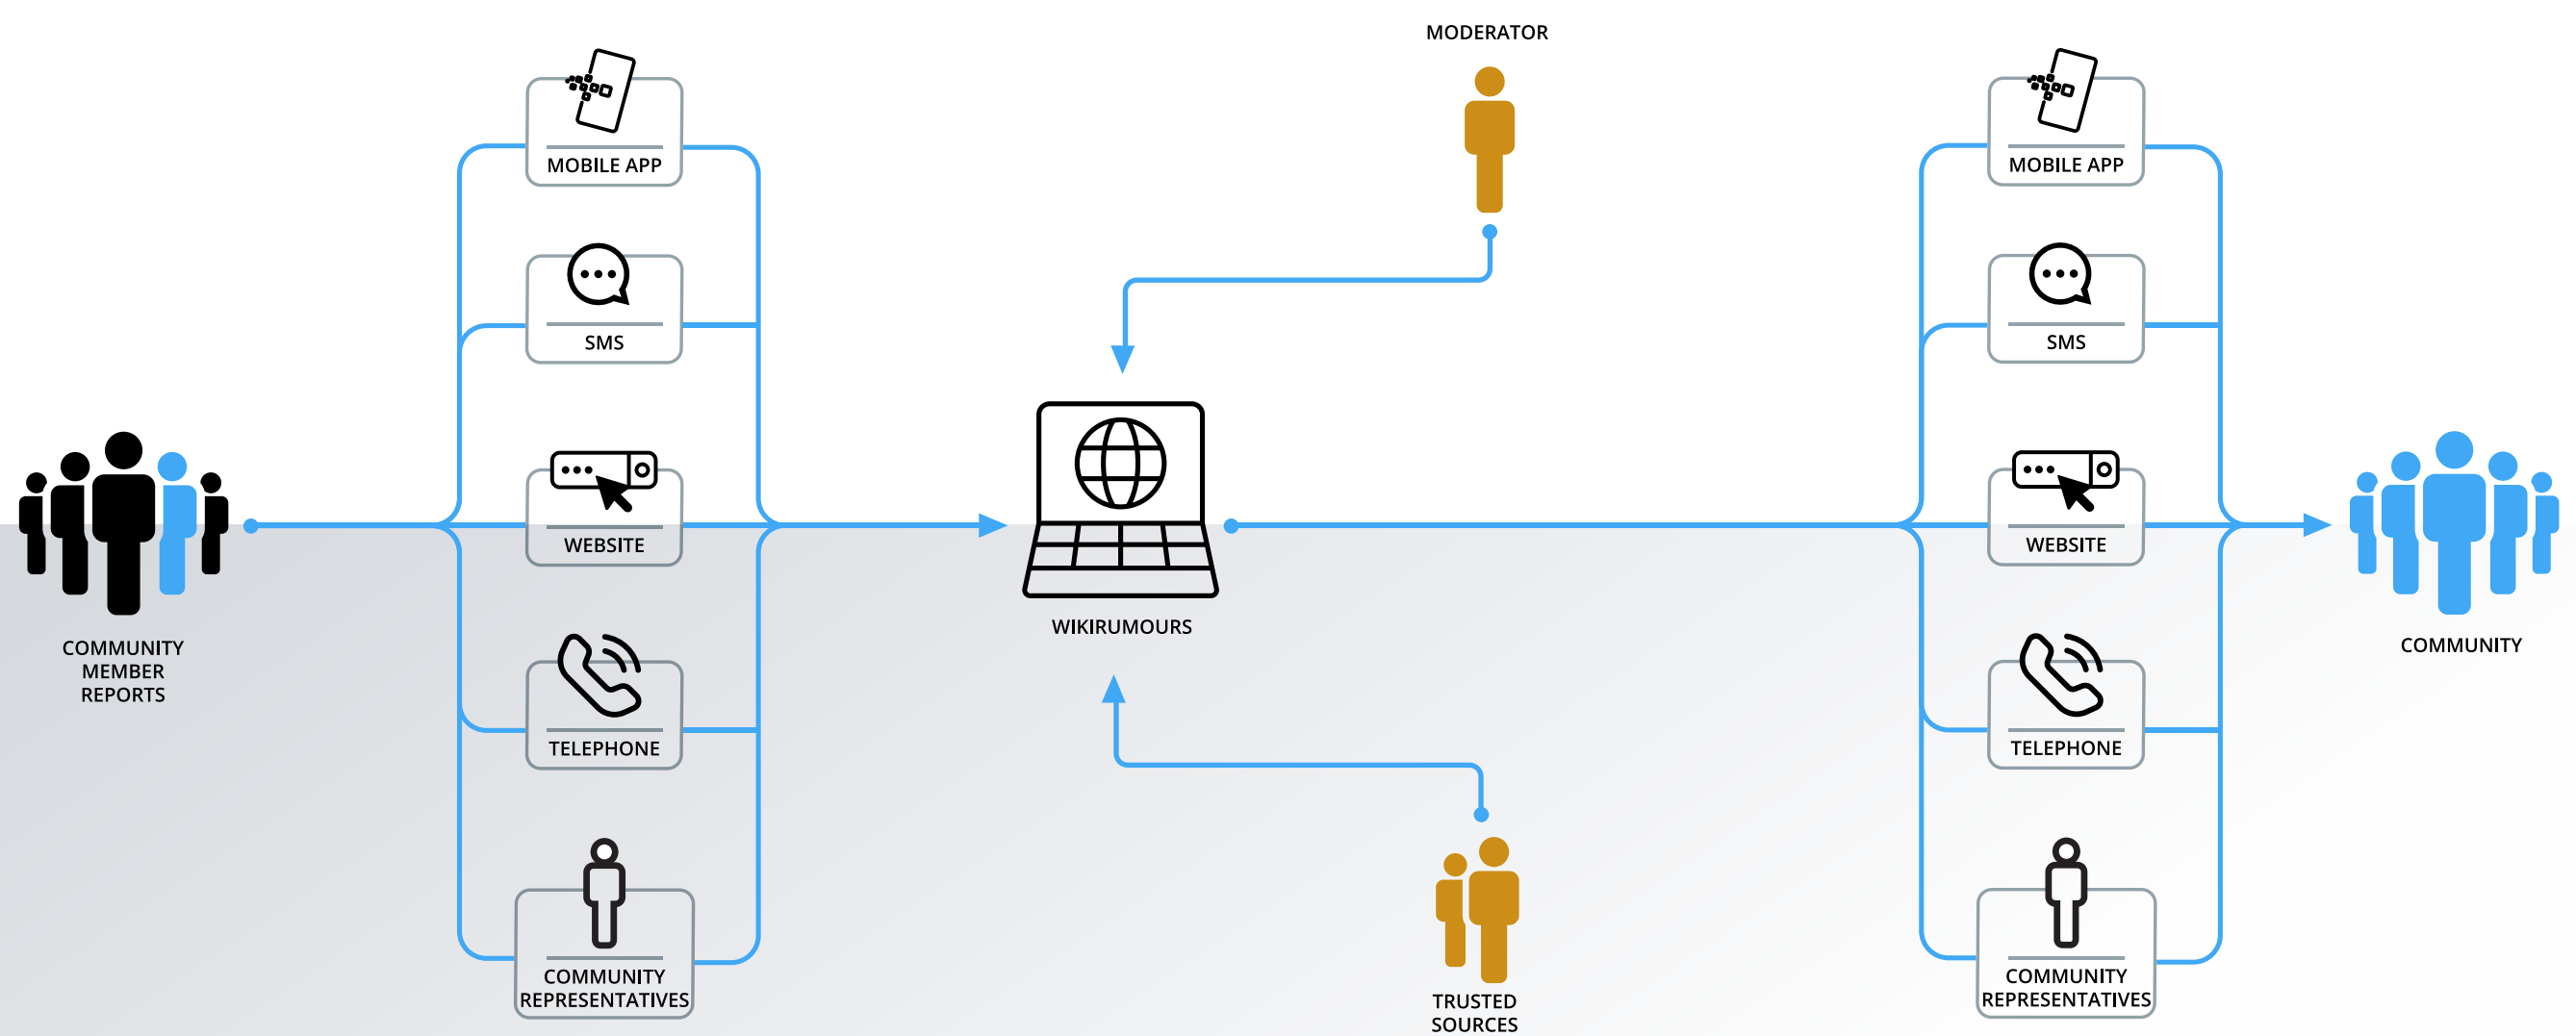 MODERATOR
MOBILE APP
SMS
WEBSITE
TELEPHONE
COMMUNITY
REPRESENTATIVES
COMMUNITY
MEMBER
REPORTS
WIKIRUMOURS
TRUSTED
SOURCES
MOBILE APP
SMS
WEBSITE
TELEPHONE
COMMUNITY
REPRESENTATIVES
COMMUNITY